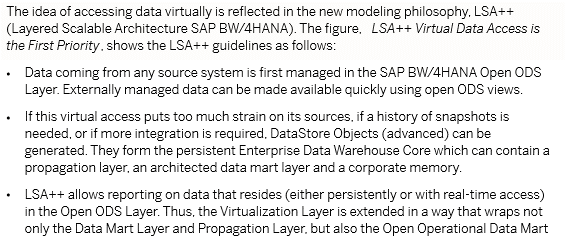 The idea of accessing data virtually is reflected in the new modeling philosophy, LSA++
(Layered Scalable Architecture SAP BW/4HANA). The figure, LSA++ Virtual Data Access is
the First Priority, shows the LSA++ guidelines as follows:
• Data coming from any source system is first managed in the SAP BW/4HANA Open ODS
Layer. Externally managed data can be made available quickly using open ODS views.
• If this virtual access puts too much strain on its sources, if a history of snapshots is
needed, or if more integration is required, DataStore Objects (advanced) can be
generated. They form the persistent Enterprise Data Warehouse Core which can contain a
propagation layer, an architected data mart layer and a corporate memory.
• LSA++ allows reporting on data that resides (either persistently or with real-time access)
in the Open ODS Layer. Thus, the Virtualization Layer is extended in a way that wraps not
only the Data Mart Layer and Propagation Layer, but also the Open Operational Data Mart